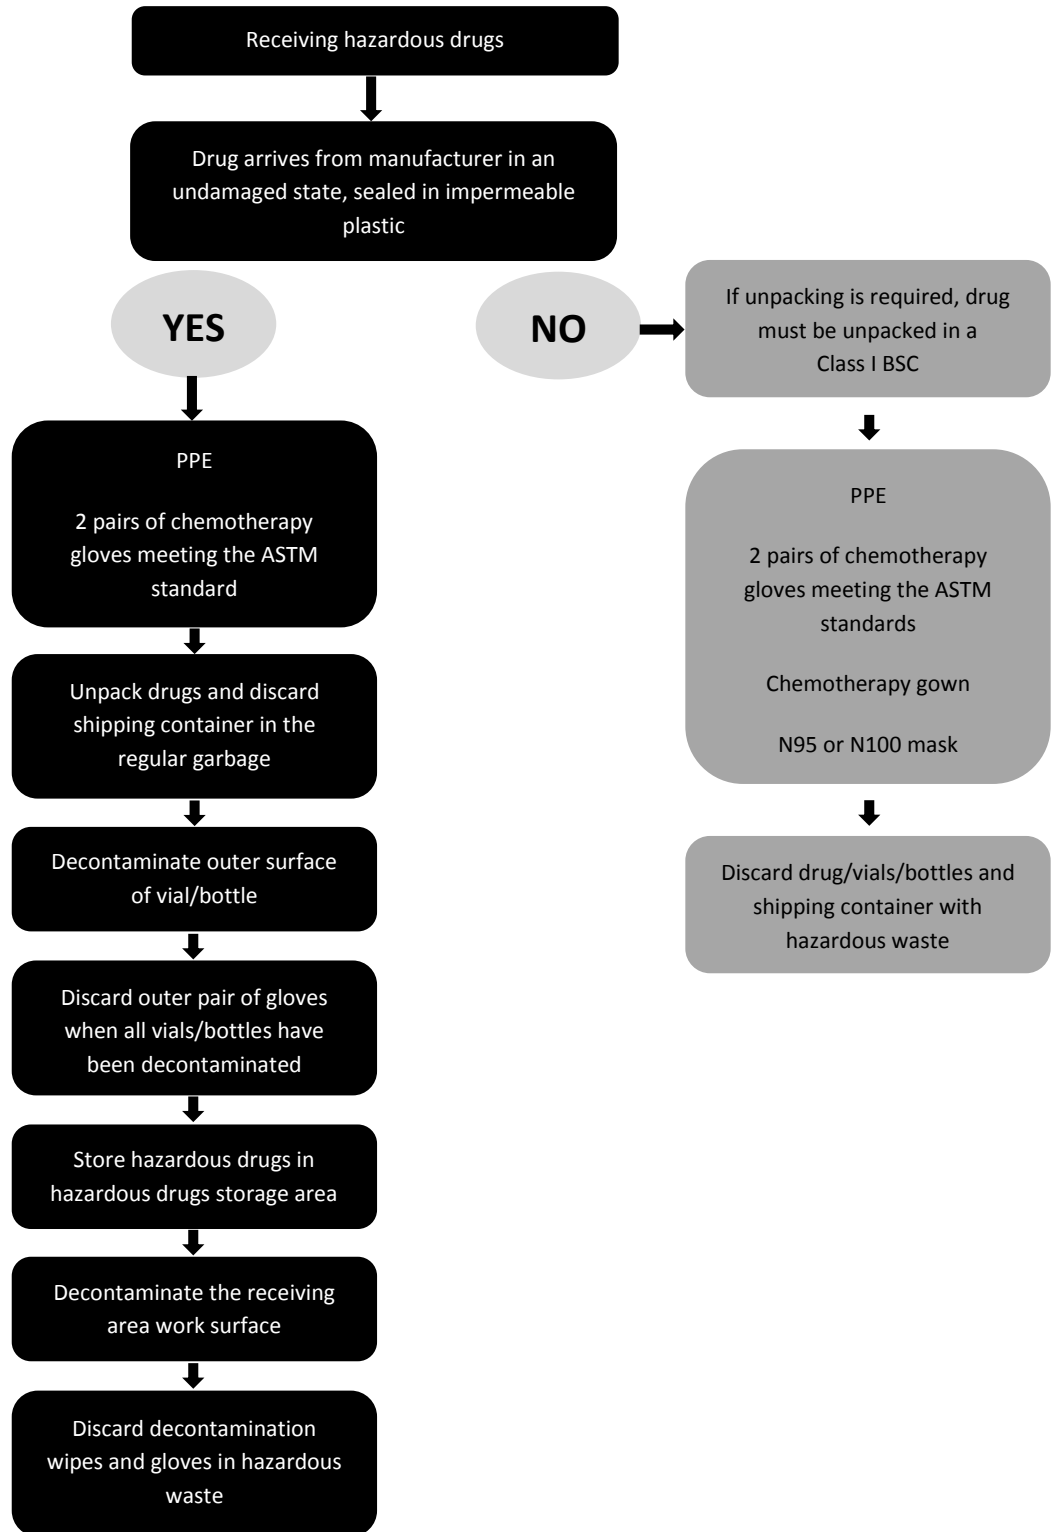 Receiving hazardous drugs
Drug arrives from manufacturer in an
undamaged state, sealed in impermeable
plastic
YES
NO
If unpacking is required, drug
must be unpacked in a
Class I BSC
PPE
2 pairs of chemotherapy
gloves meeting the ASTM
standard
Unpack drugs and discard
shipping container in the
regular garbage
Decontaminate outer surface
of vial/bottle
Discard outer pair of gloves
when all vials/bottles have
been decontaminated
Store hazardous drugs in
hazardous drugs storage area
Decontaminate the receiving
area work surface
Discard decontamination
wipes and gloves in hazardous
waste
PPE
2 pairs of chemotherapy
gloves meeting the ASTM
standards
Chemotherapy gown
N95 or N100 mask
Discard drug/vials/bottles and
shipping container with
hazardous waste